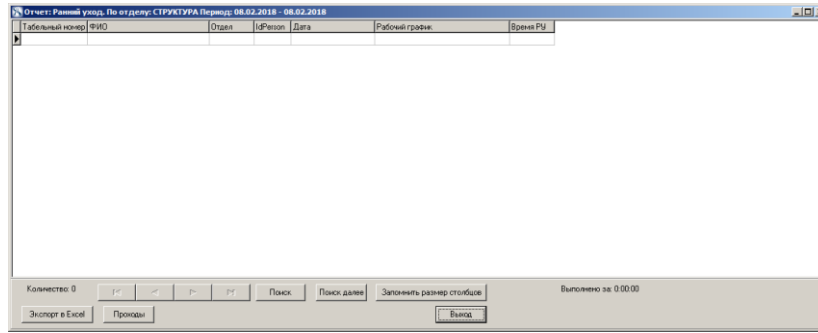 Отчет: Ранний уход. По отделу: СТРУКТУРА Период: 08.02.2018 - 08.02.2018
Табельный номер ФИО Отдел IdPerson Дата Рабочий график Время РУ
Количество: 0 Поиск Поиск далее Запомнить размер столбцов Выполнено за: 0:00:00
Экспорт в Excel Проходы Выход